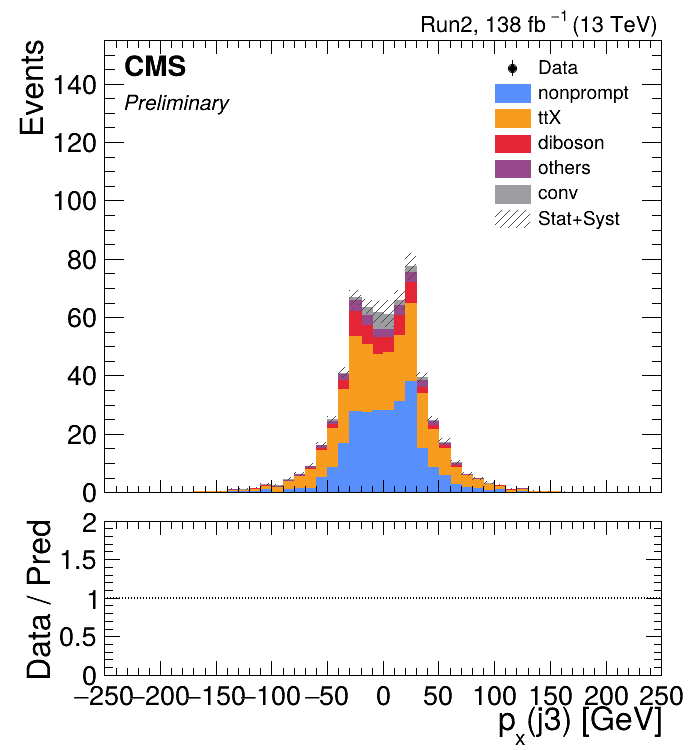 Run2, 138 fb⁻¹ (13 TeV)
CMS
Preliminary
Data
nonprompt
ttX
diboson
others
conv
Stat+Syst
Events
140
120
100
80
60
40
20
0
Data / Pred
2
1.5
1
0.5
0
−250 −200 −150 −100 −50 0 50 100 150 200 250
pₓ(j3) [GeV]